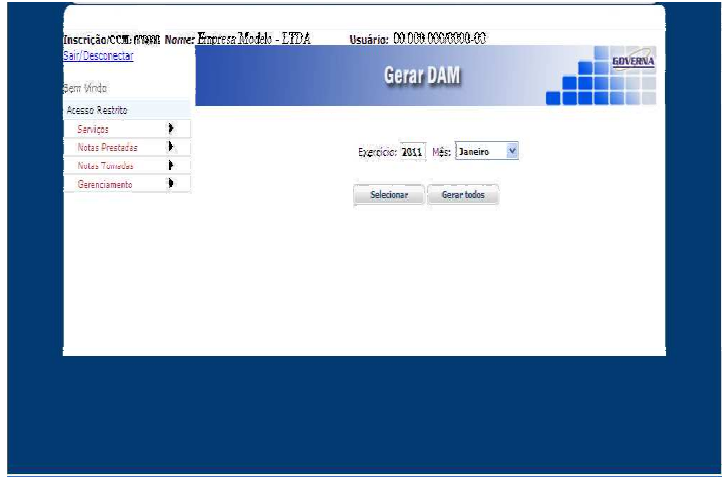 Inscrição/CCM: Nome: Empresa Modelo - LTDA Usuário: 00.000.000/0000-00
Sair/Desconectar
GOVERNA
Gerar DAM
Bem Vindo
Acesso Restrito
Serviços
Notas Prestadas
Notas Tomadas
Gerenciamento
Exercício: 2011 Mês: Janeiro
Selecionar Gerar todos